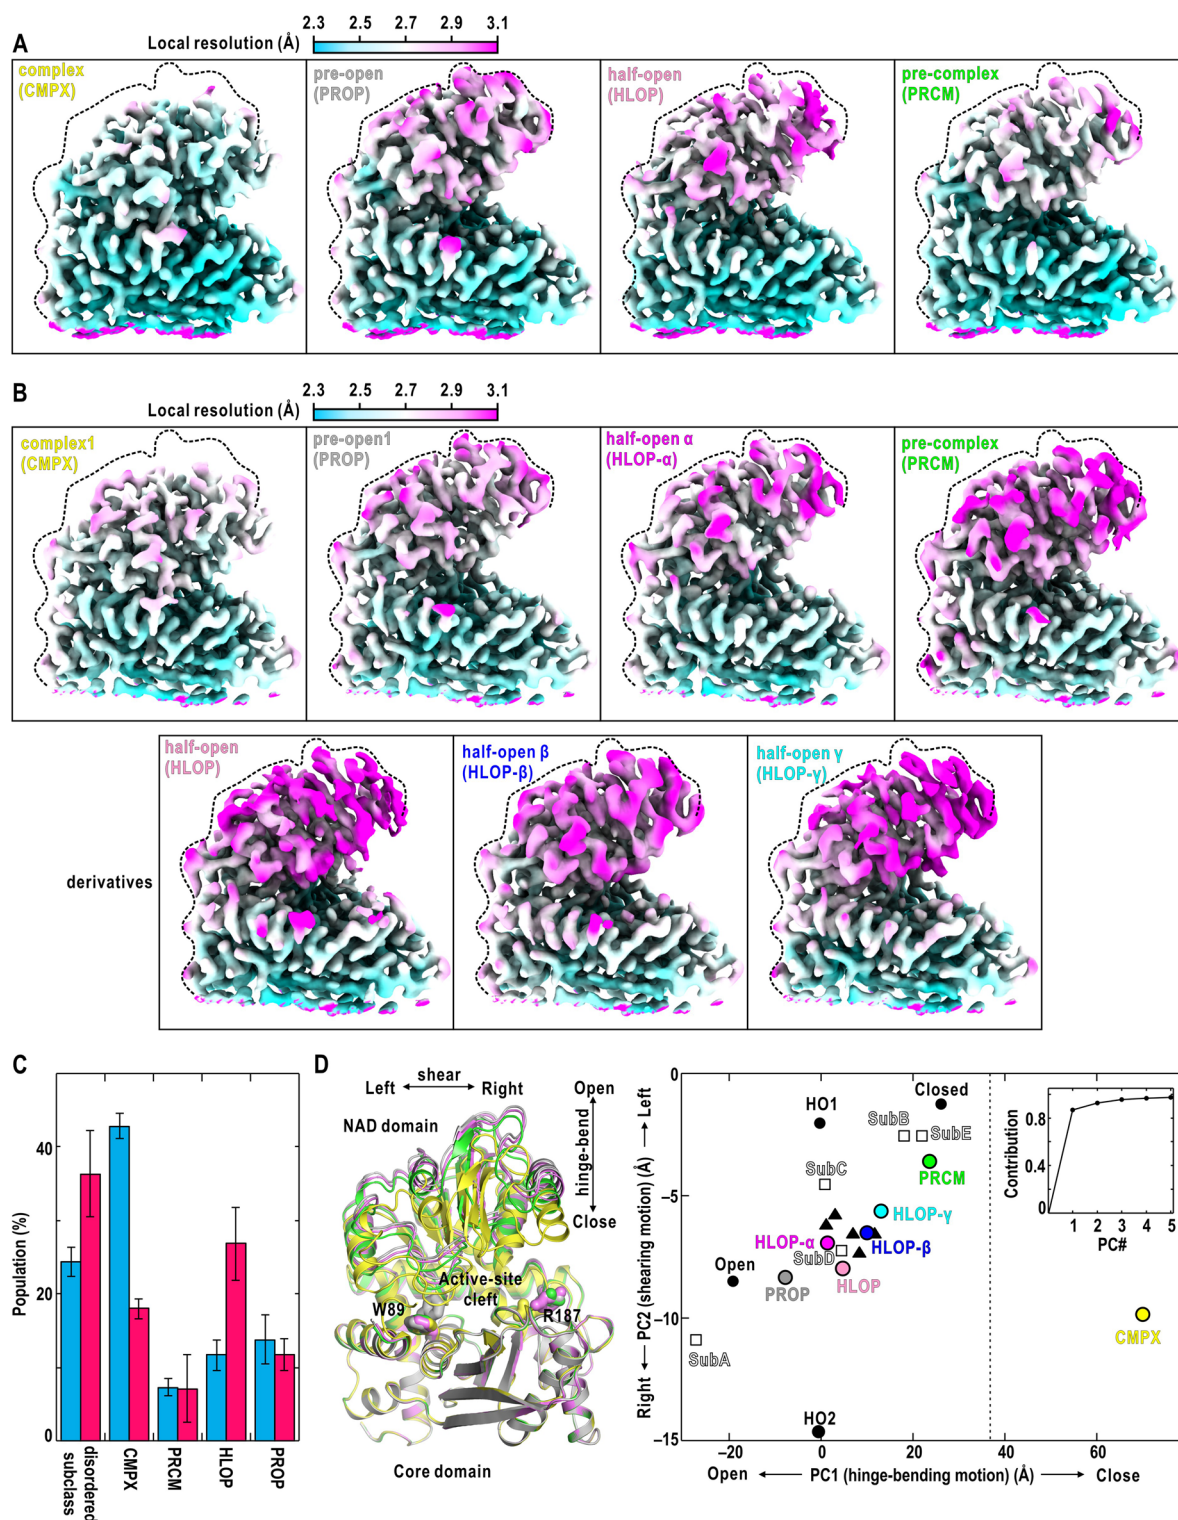 A
Local resolution (Å)
2.3 2.5 2.7 2.9 3.1
complex
(CMPX)
pre-open
(PROP)
half-open
(HLOP)
pre-complex
(PRCM)
B
Local resolution (Å)
2.3 2.5 2.7 2.9 3.1
complex1
(CMPX)
pre-open1
(PROP)
half-open α
(HLOP-α)
pre-complex
(PRCM)
derivatives
half-open
(HLOP)
half-open β
(HLOP-β)
half-open γ
(HLOP-γ)
C
Population (%)
40
20
0
disordered
subclass
CMPX
PRCM
HLOP
PROP
D
Left shear Right
Open
hinge-bend
Close
NAD domain
Active-site
cleft
W89
R187
Core domain
Right PC2 (shearing motion) (Å) Left
0
−5
−10
−15
−20 0 20 40 60
Open PC1 (hinge-bending motion) (Å) Close
HO1
Closed
SubB
SubE
PRCM
SubC
HLOP-γ
HLOP-α
HLOP-β
SubD
Open
PROP
HLOP
CMPX
SubA
HO2
Contribution
0.8
0.4
0
1 2 3 4 5
PC#